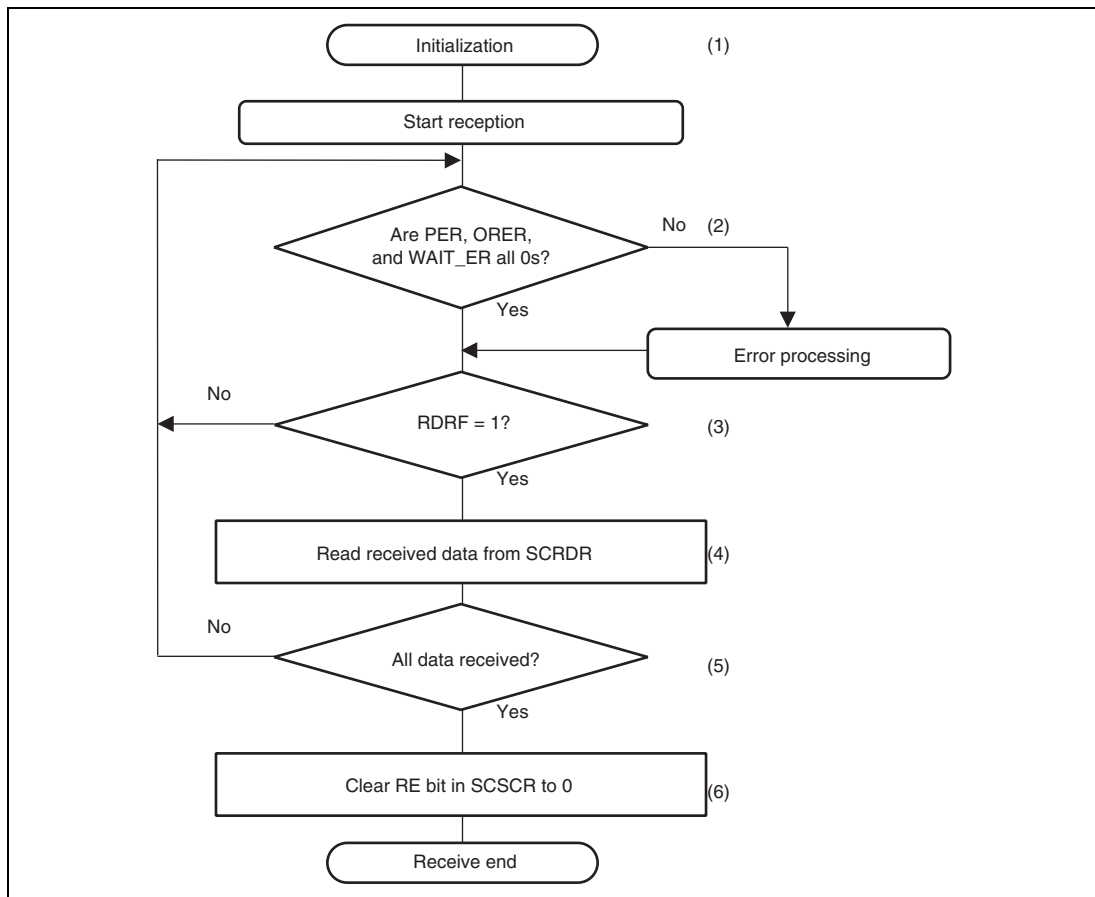 Initialization
(1)
Start reception
Are PER, ORER,
and WAIT_ER all 0s?
No
(2)
Yes
Error processing
No
RDRF = 1?
(3)
Yes
Read received data from SCRDR
(4)
No
All data received?
(5)
Yes
Clear RE bit in SCSCR to 0
(6)
Receive end